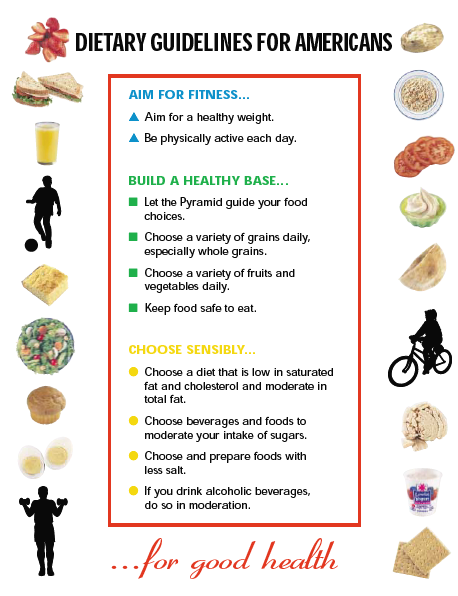 DIETARY GUIDELINES FOR AMERICANS
AIM FOR FITNESS...
▲ Aim for a healthy weight.
▲ Be physically active each day.
BUILD A HEALTHY BASE...
■ Let the Pyramid guide your food
choices.
■ Choose a variety of grains daily,
especially whole grains.
■ Choose a variety of fruits and
vegetables daily.
■ Keep food safe to eat.
CHOOSE SENSIBLY...
● Choose a diet that is low in saturated
fat and cholesterol and moderate in
total fat.
● Choose beverages and foods to
moderate your intake of sugars.
● Choose and prepare foods with
less salt.
● If you drink alcoholic beverages,
do so in moderation.
...for good health